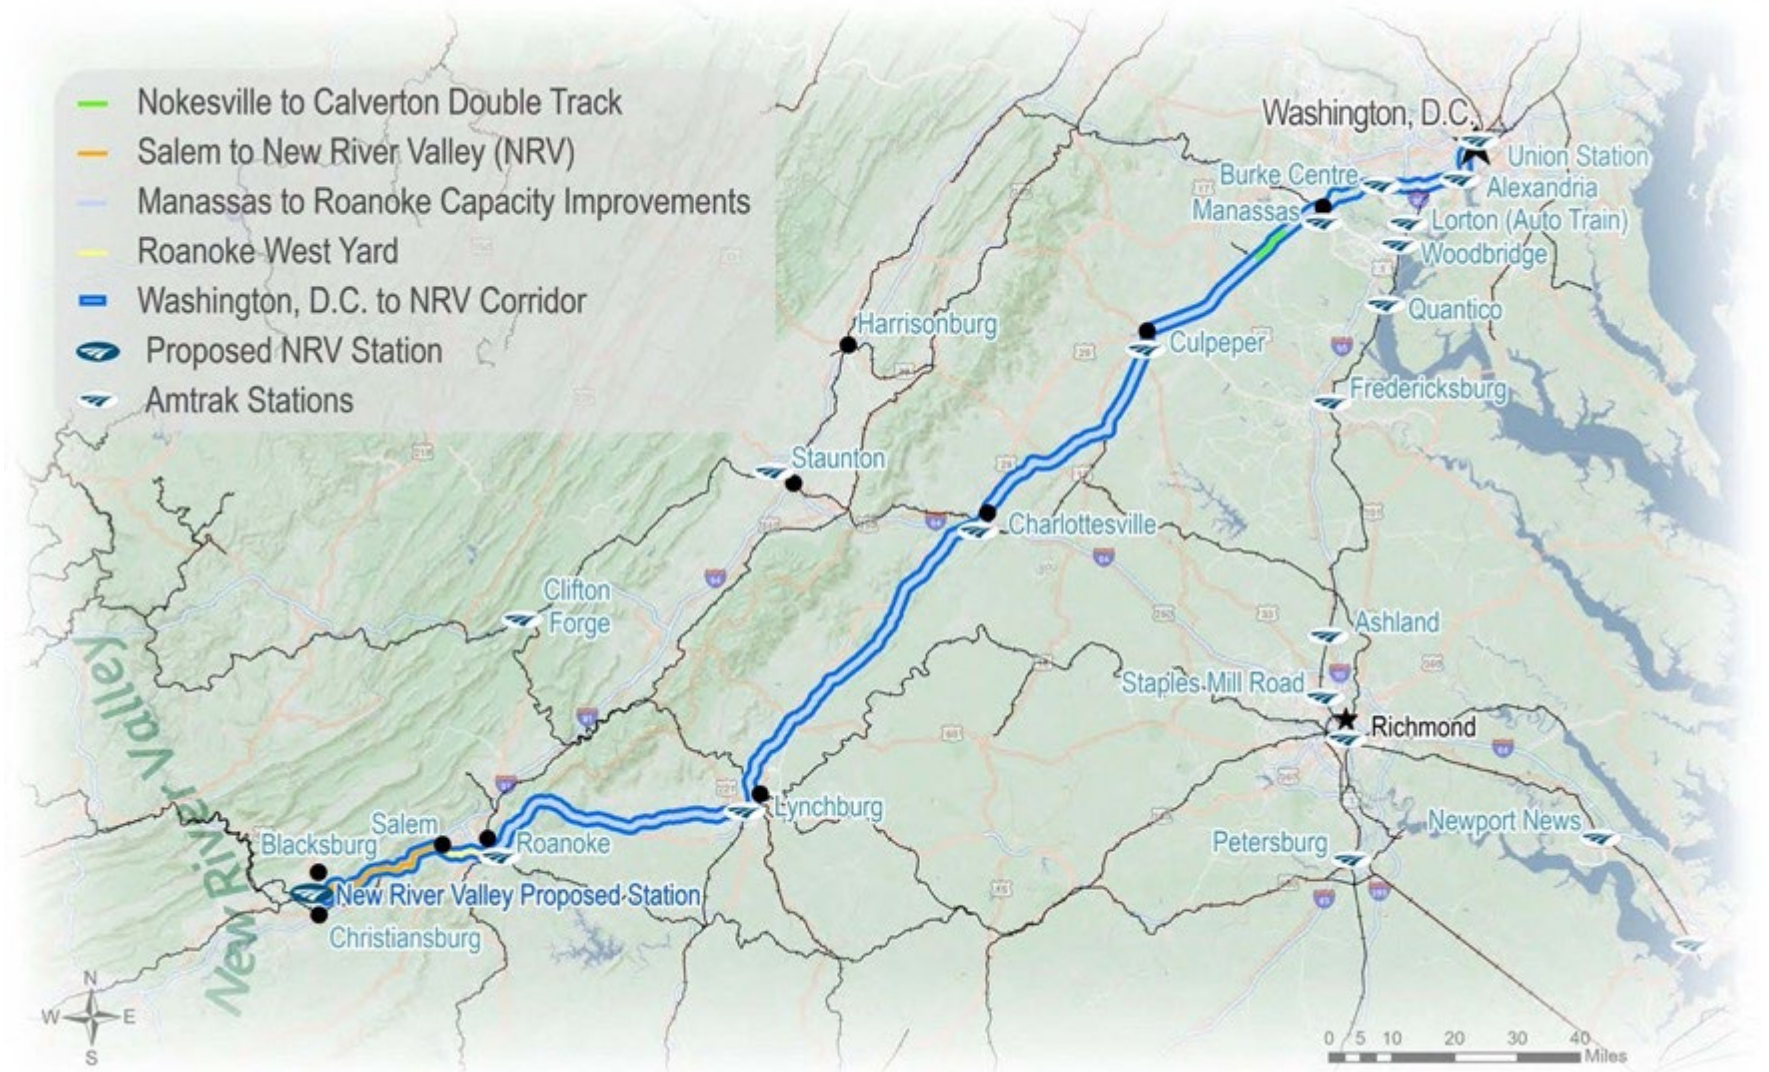 Nokesville to Calverton Double Track
Salem to New River Valley (NRV)
Manassas to Roanoke Capacity Improvements
Roanoke West Yard
Washington, D.C. to NRV Corridor
Proposed NRV Station
Amtrak Stations
Washington, D.C.
Union Station
Burke Centre
Alexandria
Manassas
Lorton (Auto Train)
Woodbridge
Quantico
Harrisonburg
Culpeper
Fredericksburg
Staunton
Charlottesville
Clifton
Forge
Ashland
Staples Mill Road
Richmond
New River Valley
Lynchburg
Salem
Roanoke
Blacksburg
Newport News
Petersburg
New River Valley Proposed Station
Christiansburg
N
W E
S
0 5 10 20 30 40
Miles